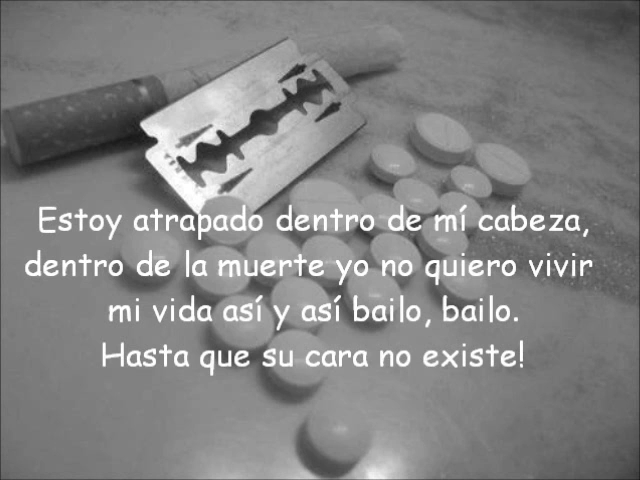 Estoy atrapado dentro de mí cabeza,
dentro de la muerte yo no quiero vivir
mi vida así y así bailo, bailo.
Hasta que su cara no existe!